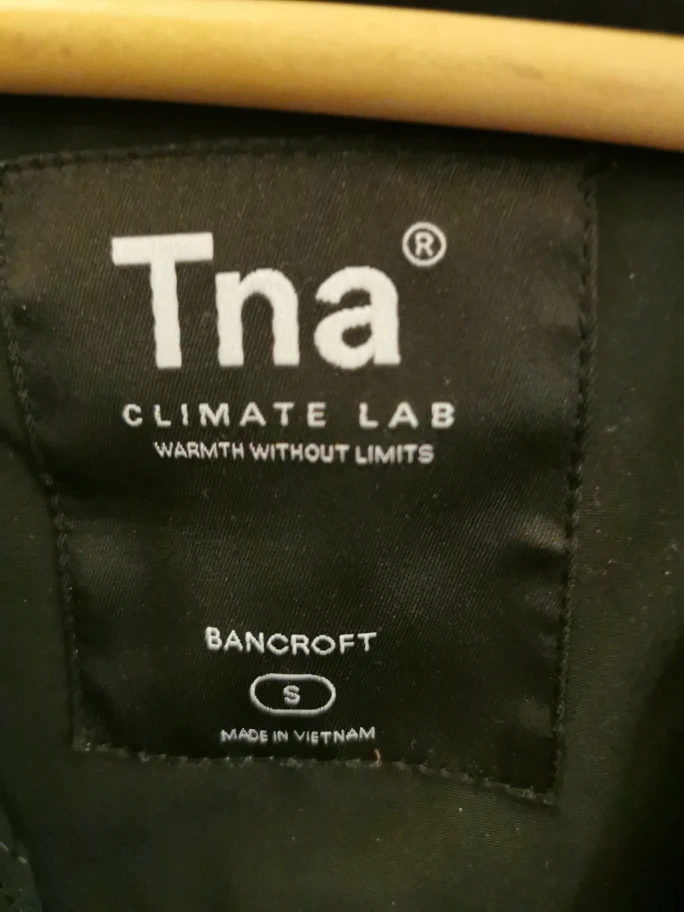 Tna®
CLIMATE LAB
WARMTH WITHOUT LIMITS
BANCROFT
S
MADE IN VIETNAM